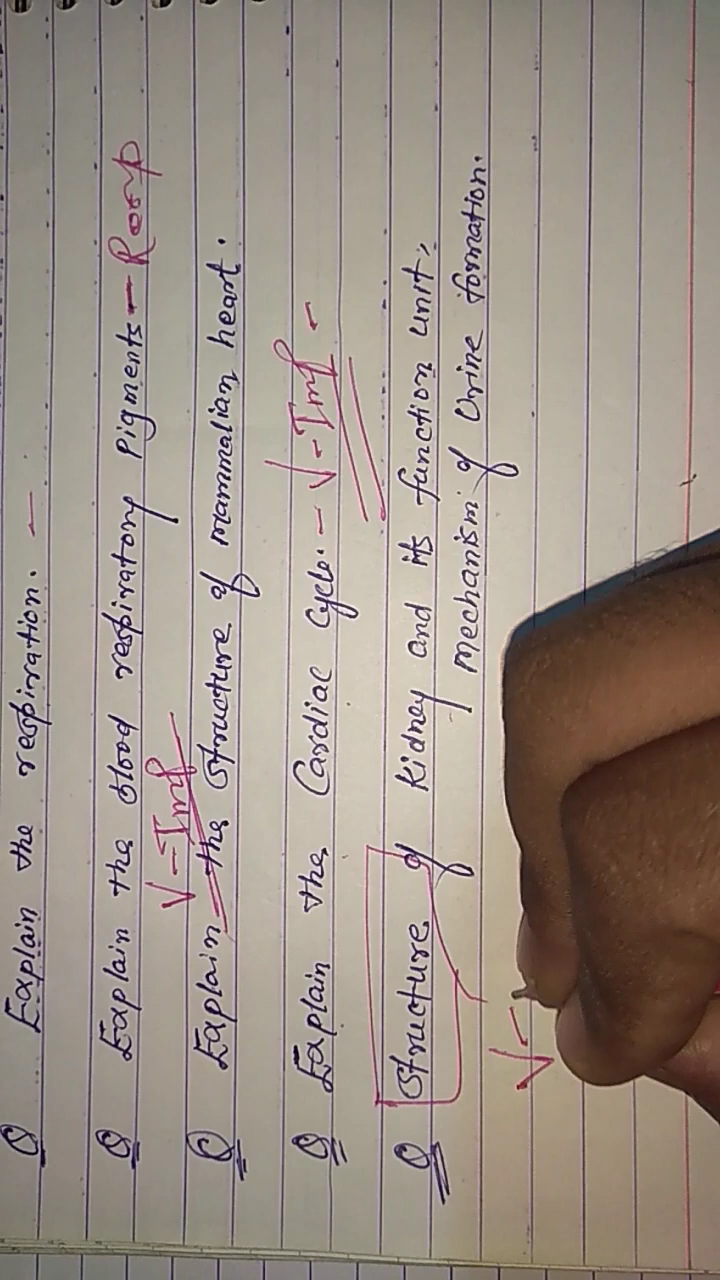 Q Explain the respiration. -
Q Explain the blood respiratory Pigments - Resp
V-Imp
Q Explain the Structure of mammalian heart.
Q Explain the Cardiac Cycle. - V-Imp -
Q Structure of Kidney and its function unit,
mechanism of Urine formation.
V-